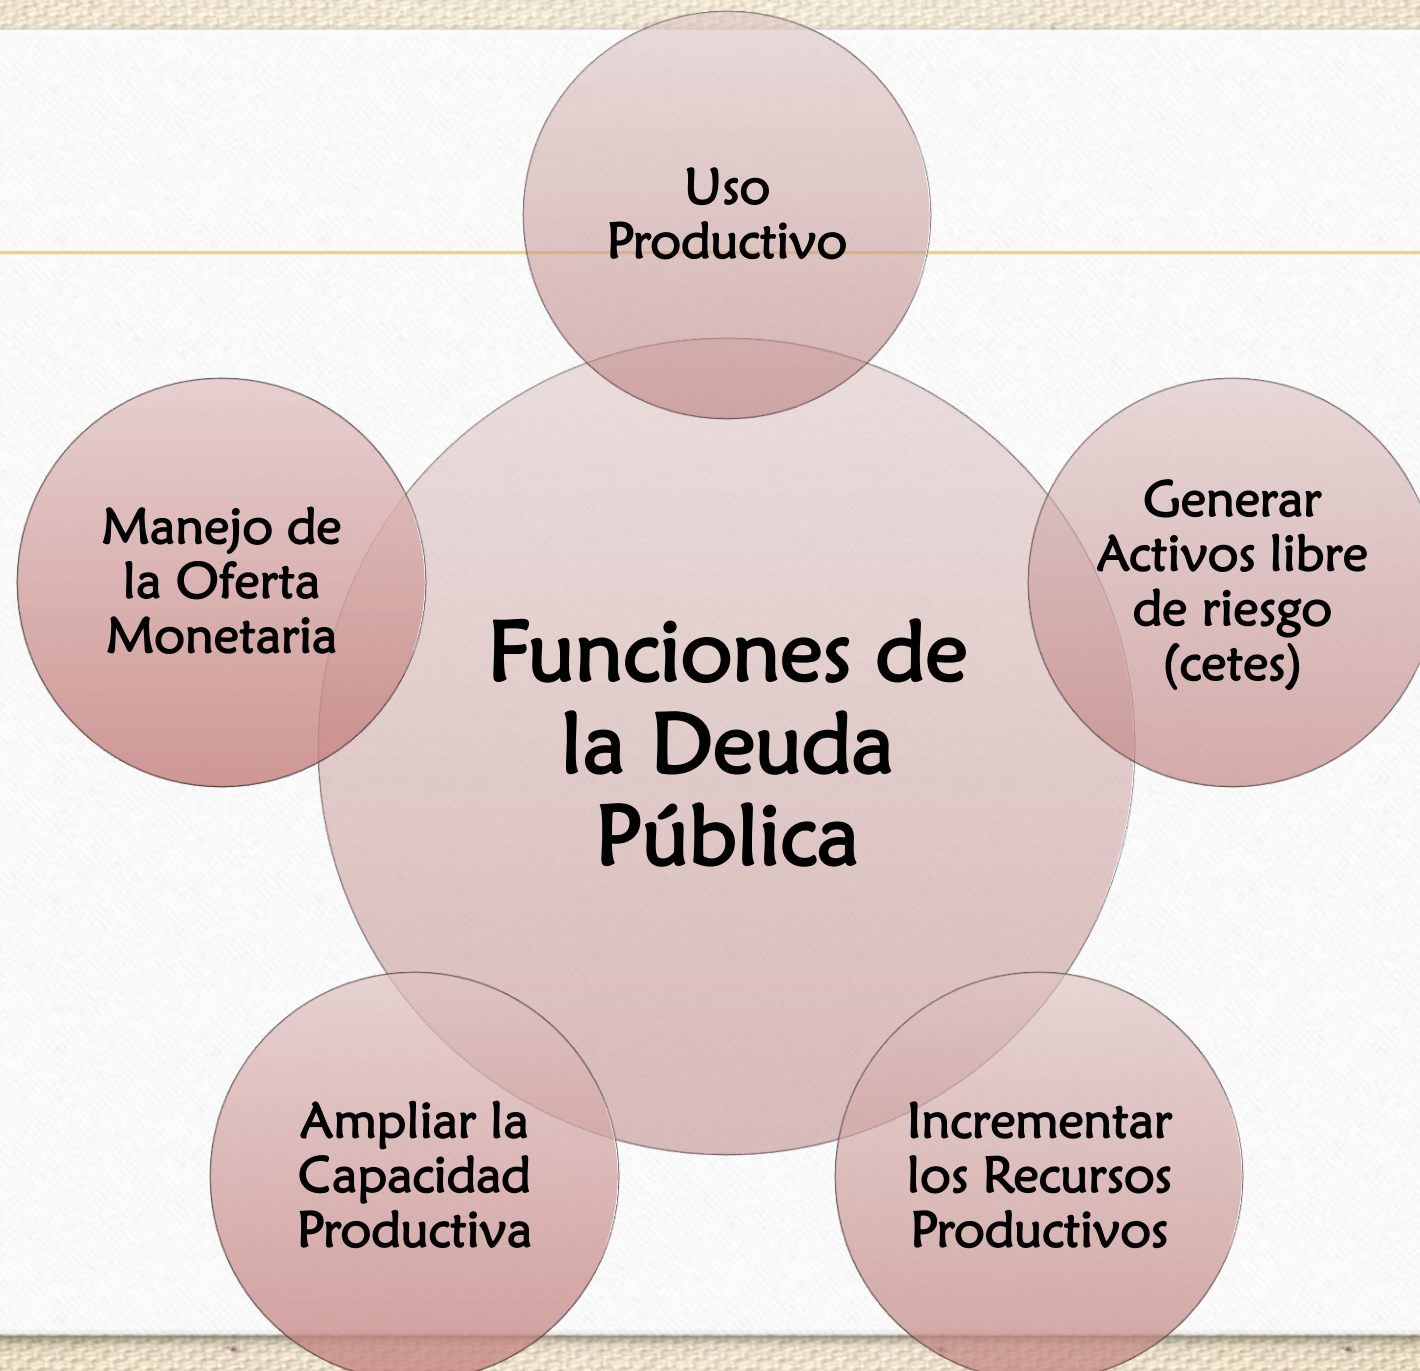 Uso
Productivo
Manejo de
la Oferta
Monetaria
Generar
Activos libre
de riesgo
(cetes)
Funciones de
la Deuda
Pública
Ampliar la
Capacidad
Productiva
Incrementar
los Recursos
Productivos